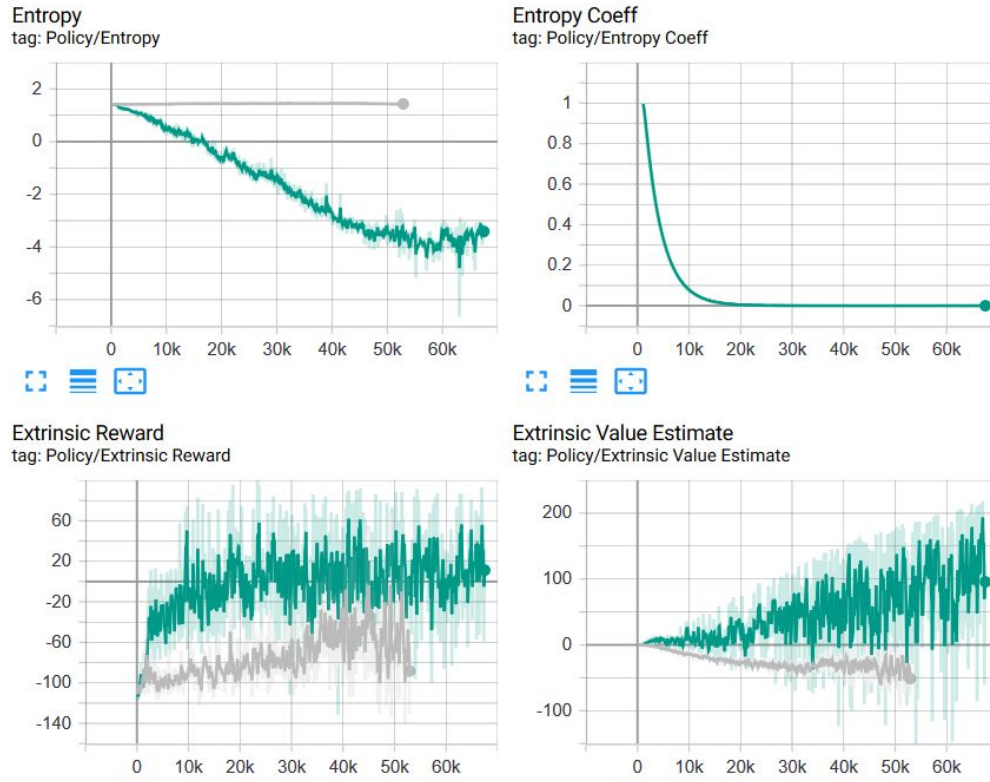 Entropy
tag: Policy/Entropy
2
0
-2
-4
-6
0 10k 20k 30k 40k 50k 60k
Entropy Coeff
tag: Policy/Entropy Coeff
1
0.8
0.6
0.4
0.2
0
0 10k 20k 30k 40k 50k 60k
Extrinsic Reward
tag: Policy/Extrinsic Reward
60
20
-20
-60
-100
-140
0 10k 20k 30k 40k 50k 60k
Extrinsic Value Estimate
tag: Policy/Extrinsic Value Estimate
200
100
0
-100
0 10k 20k 30k 40k 50k 60k